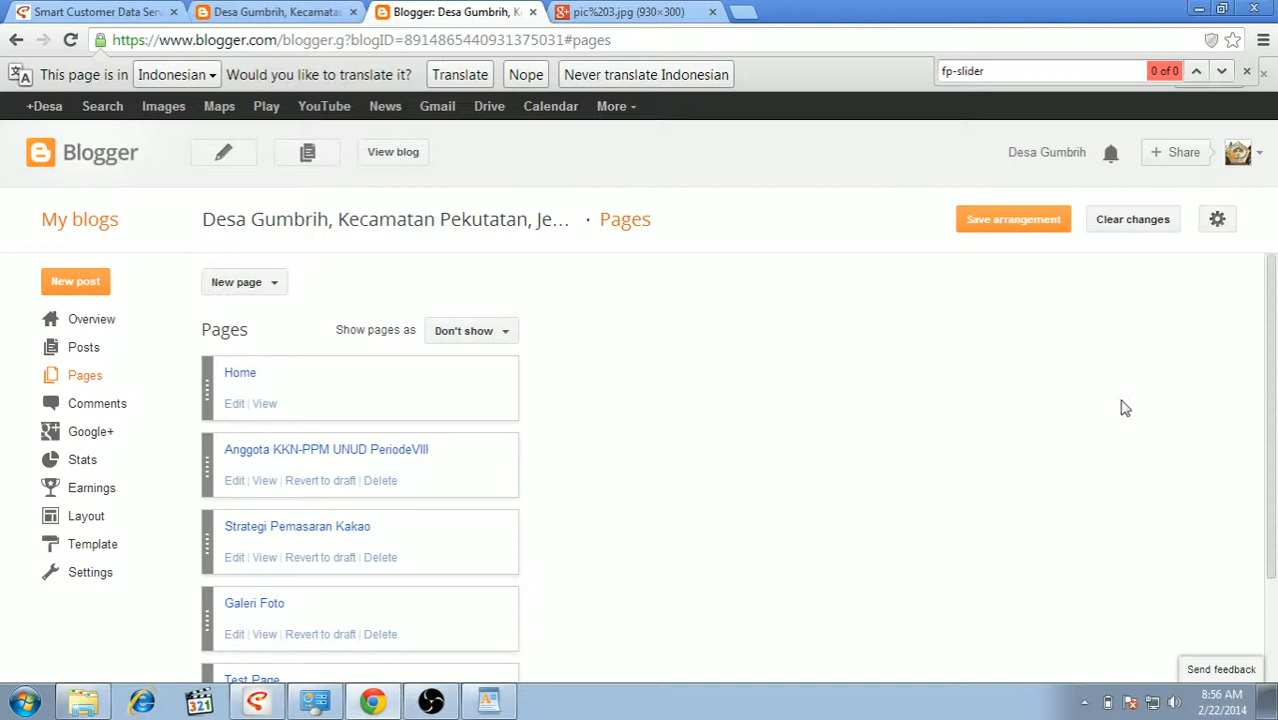 Smart Customer Data Serv × Desa Gumbrih, Kecamatan × Blogger: Desa Gumbrih, K × pic%203.jpg (930×300) ×
https://www.blogger.com/blogger.g?blogID=8914865440931375031#pages
This page is in Indonesian Would you like to translate it? Translate Nope Never translate Indonesian fp-slider 0 of 0
+Desa Search Images Maps Play YouTube News Gmail Drive Calendar More
Blogger View blog Desa Gumbrih + Share
My blogs Desa Gumbrih, Kecamatan Pekutatan, Je... · Pages Save arrangement Clear changes
New post New page
Overview
Pages Show pages as Don't show
Posts
Pages
Comments
Google+
Stats
Earnings
Layout
Template
Settings
Home
Edit | View
Anggota KKN-PPM UNUD PeriodeVIII
Edit | View | Revert to draft | Delete
Strategi Pemasaran Kakao
Edit | View | Revert to draft | Delete
Galeri Foto
Edit | View | Revert to draft | Delete
Test Page
Send feedback
321
8:56 AM
2/22/2014